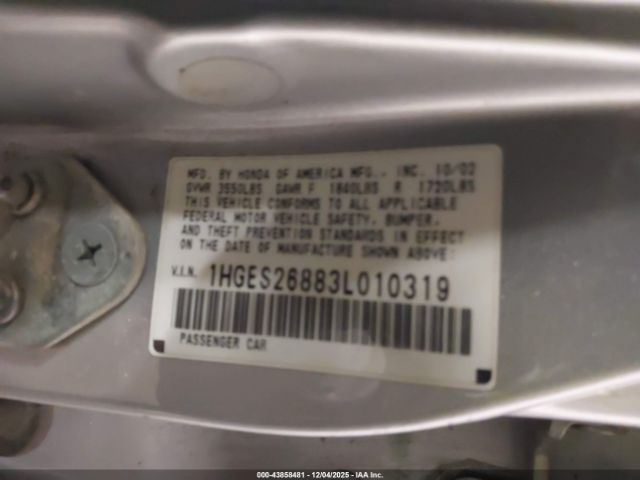 MFD. BY HONDA OF AMERICA MFG., INC. 10/02
GVWR 3550LBS GAWR F 1840LBS R 1720LBS
THIS VEHICLE CONFORMS TO ALL APPLICABLE
FEDERAL MOTOR VEHICLE SAFETY, BUMPER,
AND THEFT PREVENTION STANDARDS IN EFFECT
ON THE DATE OF MANUFACTURE SHOWN ABOVE:
V.I.N. 1HGES26883L010319
PASSENGER CAR
000-43858481 - 12/04/2025 - IAA Inc.